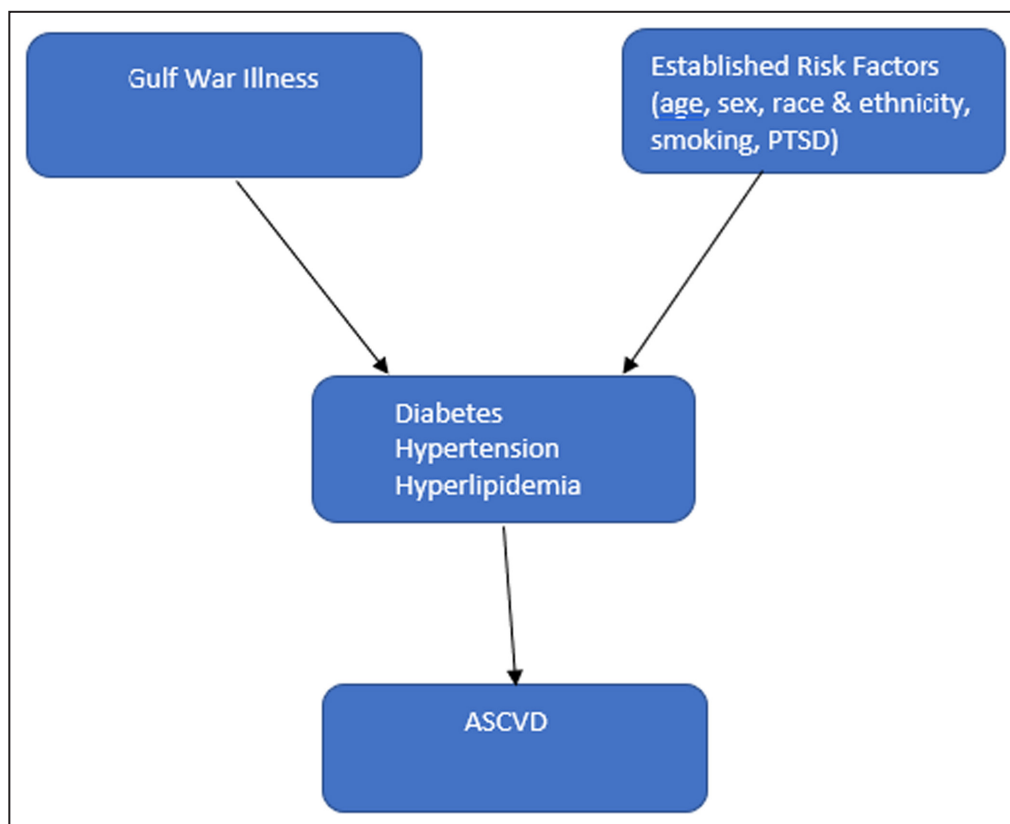 Gulf War Illness
Established Risk Factors
(age, sex, race & ethnicity,
smoking, PTSD)
Diabetes
Hypertension
Hyperlipidemia
ASCVD